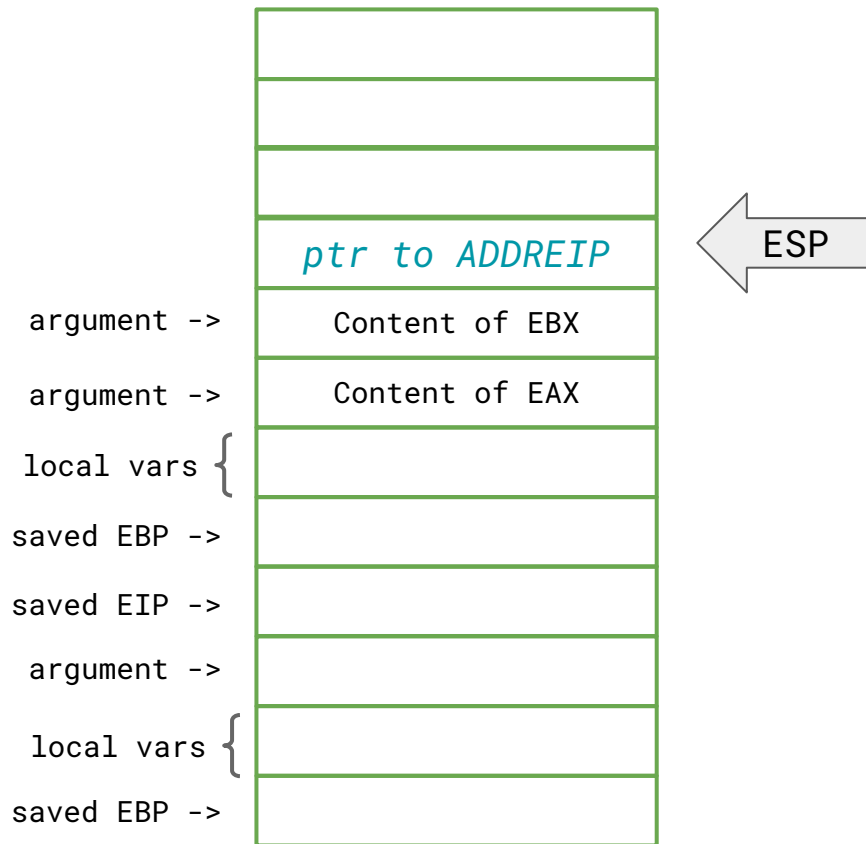 ptr to ADDREIP
ESP
argument -> Content of EBX
argument -> Content of EAX
local vars {
saved EBP ->
saved EIP ->
argument ->
local vars {
saved EBP ->